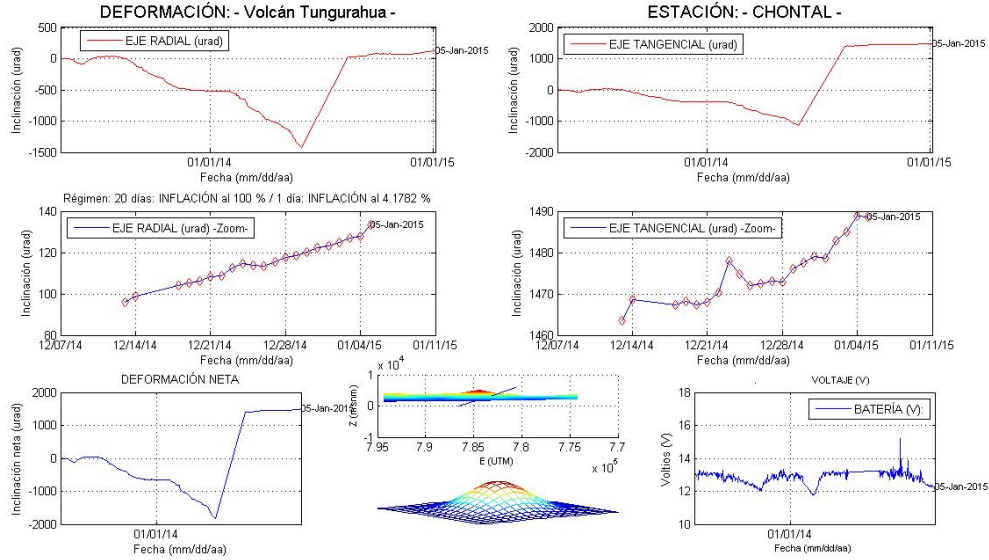 DEFORMACIÓN: - Volcán Tungurahua -
ESTACIÓN: - CHONTAL -
500
0
-500
-1000
-1500
Inclinación (urad)
EJE RADIAL (urad)
05-Jan-2015
01/01/14
01/01/15
Fecha (mm/dd/aa)
2000
1000
0
-1000
-2000
Inclinación (urad)
EJE TANGENCIAL (urad)
05-Jan-2015
01/01/14
01/01/15
Fecha (mm/dd/aa)
Régimen: 20 días: INFLACIÓN al 100 % / 1 día: INFLACIÓN al 4.1782 %
140
120
100
80
Inclinación (urad)
EJE RADIAL (urad) -Zoom-
05-Jan-2015
12/07/14 12/14/14 12/21/14 12/28/14 01/04/15 01/11/15
Fecha (mm/dd/aa)
1490
1480
1470
1460
Inclinación (urad)
EJE TANGENCIAL (urad) -Zoom-
05-Jan-2015
12/07/14 12/14/14 12/21/14 12/28/14 01/04/15 01/11/15
Fecha (mm/dd/aa)
DEFORMACIÓN NETA
2000
1000
0
-1000
-2000
Inclinación neta (urad)
05-Jan-2015
01/01/14
Fecha (mm/dd/aa)
x 10^4
1
0
-1
Z (msnm)
7.95 7.9 7.85 7.8 7.75 7.7
E (UTM)
x 10^5
VOLTAJE (V)
18
16
14
12
10
Voltios (V)
BATERÍA (V):
05-Jan-2015
01/01/14
Fecha (mm/dd/aa)